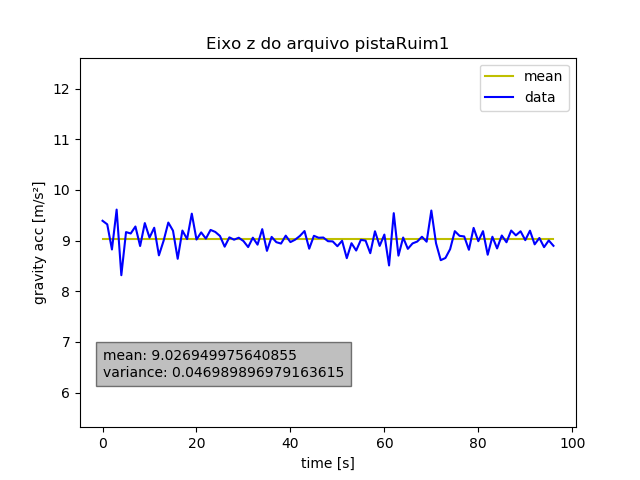 Eixo z do arquivo pistaRuim1
gravity acc [m/s²]
12
11
10
9
8
7
6
mean
data
mean: 9.026949975640855
variance: 0.046989896979163615
0 20 40 60 80 100
time [s]